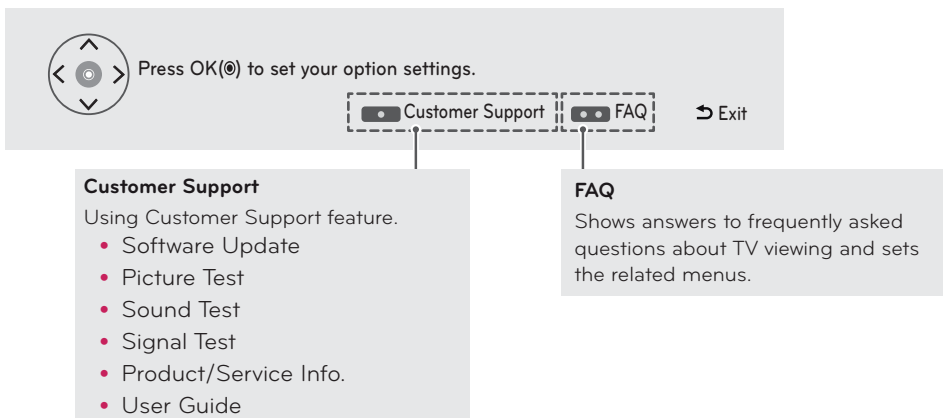 Press OK(◉) to set your option settings.
Customer Support
FAQ
Exit
Customer Support
Using Customer Support feature.
• Software Update
• Picture Test
• Sound Test
• Signal Test
• Product/Service Info.
• User Guide
FAQ
Shows answers to frequently asked
questions about TV viewing and sets
the related menus.